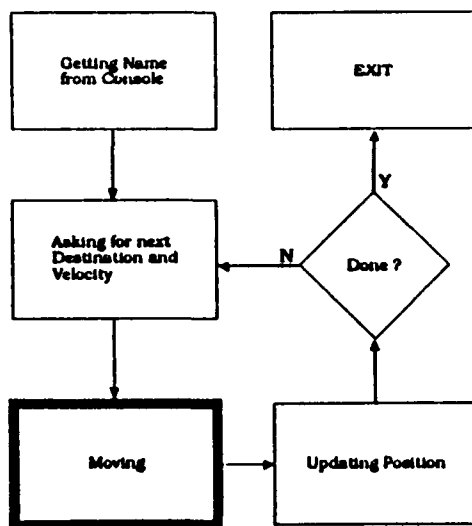 Getting Name
from Console
EXIT
Y
Asking for next
Destination and
Velocity
N
Done ?
Moving
Updating Position